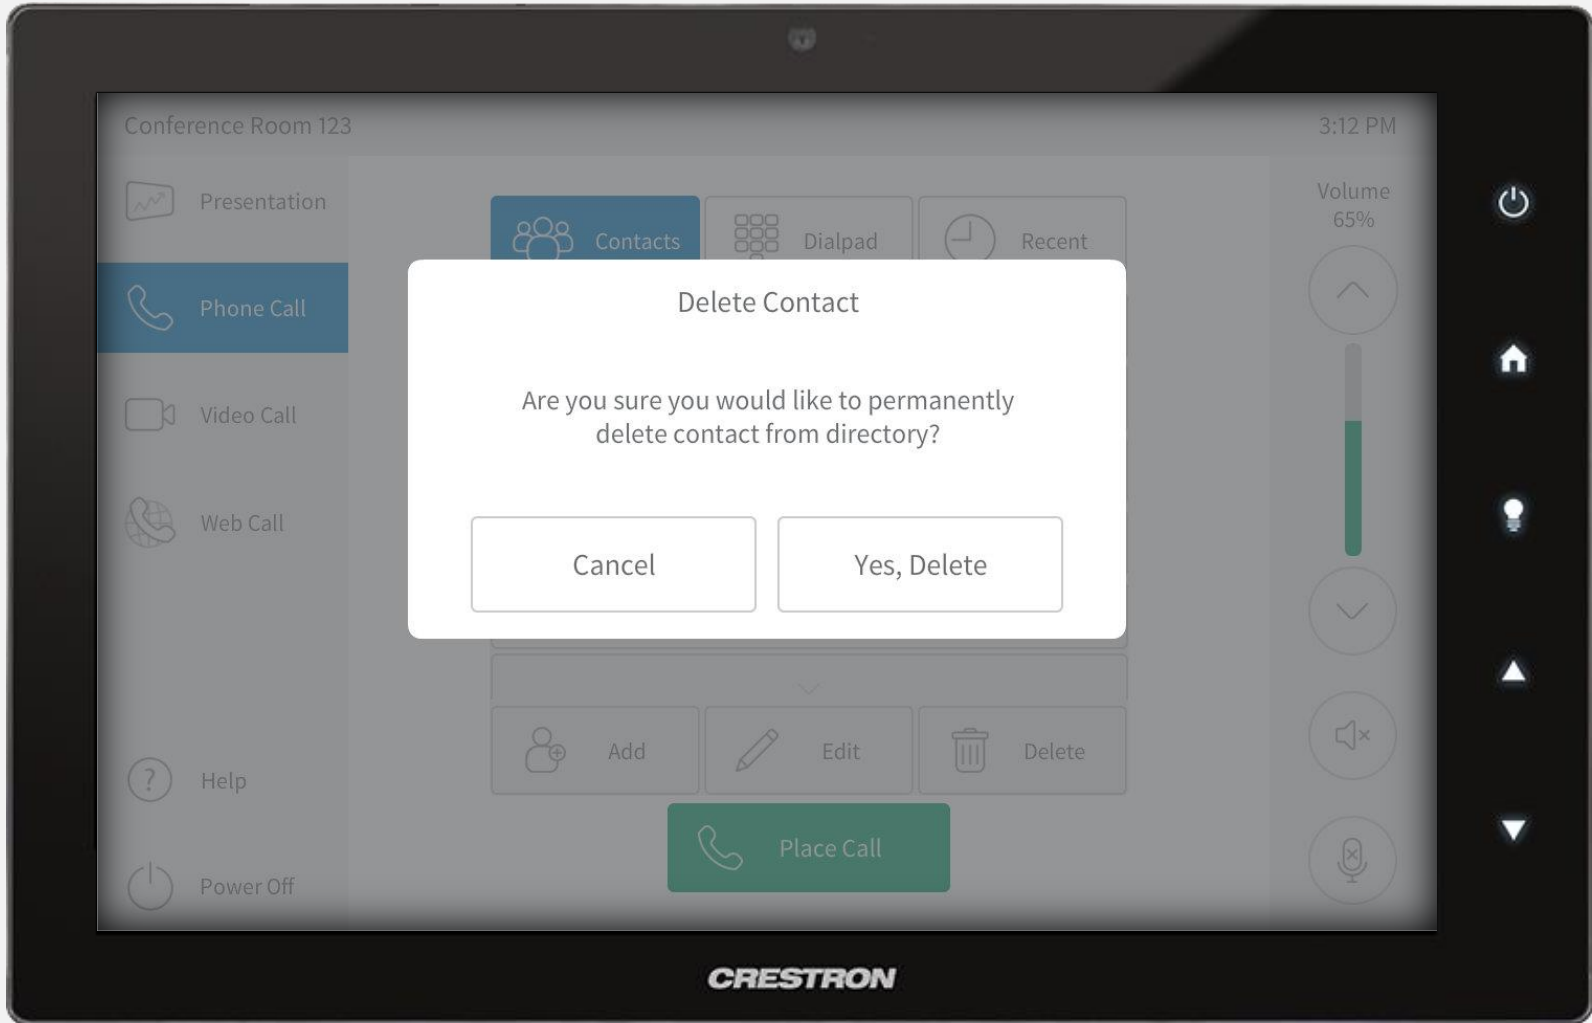 Conference Room 123
3:12 PM
Presentation
Phone Call
Video Call
Web Call
Help
Power Off
Contacts
Dialpad
Recent
Delete Contact
Are you sure you would like to permanently
delete contact from directory?
Cancel
Yes, Delete
Add
Edit
Delete
Place Call
Volume
65%
?
CRESTRON